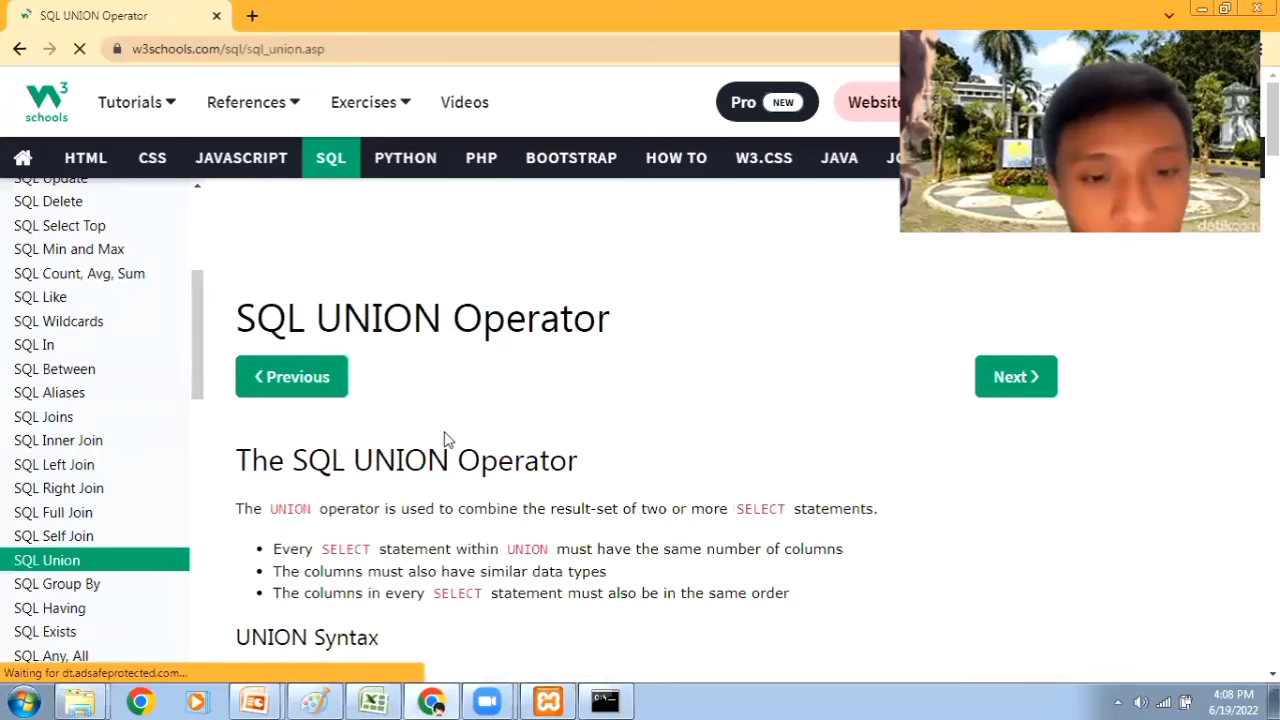 SQL UNION Operator
w3schools.com/sql/sql_union.asp
W3 schools
Tutorials
References
Exercises
Videos
Pro NEW
Website
HTML
CSS
JAVASCRIPT
SQL
PYTHON
PHP
BOOTSTRAP
HOW TO
W3.CSS
JAVA
SQL Update
SQL Delete
SQL Select Top
SQL Min and Max
SQL Count, Avg, Sum
SQL Like
SQL Wildcards
SQL In
SQL Between
SQL Aliases
SQL Joins
SQL Inner Join
SQL Left Join
SQL Right Join
SQL Full Join
SQL Self Join
SQL Union
SQL Group By
SQL Having
SQL Exists
SQL Any, All
SQL UNION Operator
❮ Previous
Next ❯
The SQL UNION Operator
The UNION operator is used to combine the result-set of two or more SELECT statements.
• Every SELECT statement within UNION must have the same number of columns
• The columns must also have similar data types
• The columns in every SELECT statement must also be in the same order
UNION Syntax
detikcom
Waiting for dt.adsafeprotected.com...
4:08 PM
6/19/2022